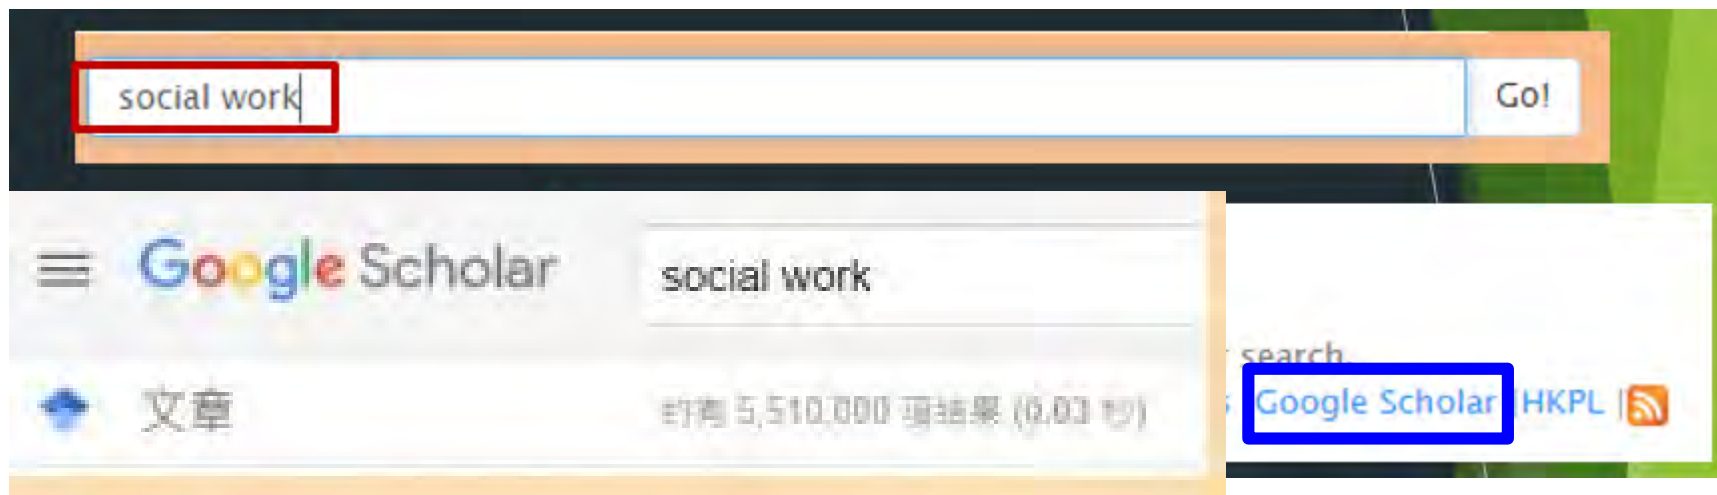 social work
Go!
Google Scholar
social work
search.
文章
約有 5,510,000 項結果 (0.03 秒)
s Google Scholar |HKPL |